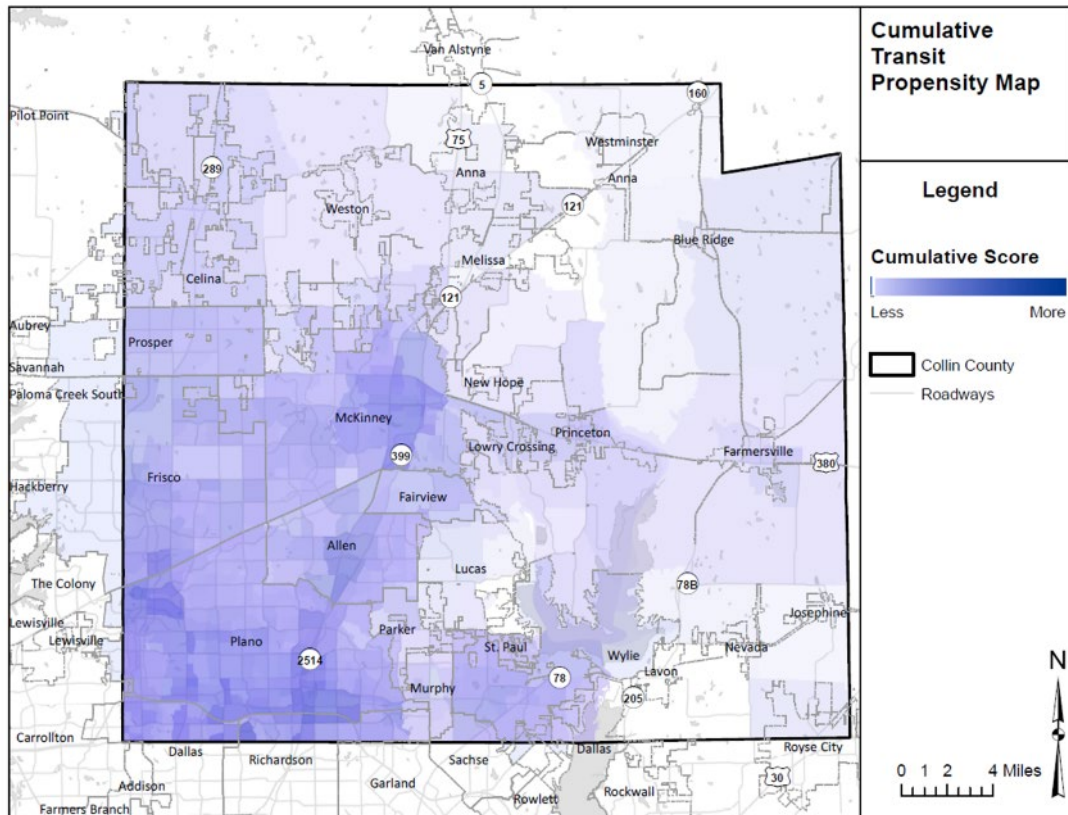 Cumulative
Transit
Propensity Map
Legend
Cumulative Score
Less More
Collin County
Roadways
N
0 1 2 4 Miles
Van Alstyne
5
160
Pilot Point
75
Westminster
289
Anna
Anna
Weston
121
Blue Ridge
Melissa
Celina
121
Aubrey
Prosper
Savannah
Paloma Creek South
New Hope
McKinney
Princeton
Lowry Crossing
Farmersville
399
380
Frisco
Hackberry
Fairview
Allen
Lucas
The Colony
78B
Josephine
Lewisville
Lewisville
Plano
Parker
St. Paul
Wylie
Nevada
2514
78
Lavon
Murphy
205
Carrollton
Dallas
Richardson
Sachse
Dallas
Royse City
Addison
Garland
30
Farmers Branch
Rowlett
Rockwall